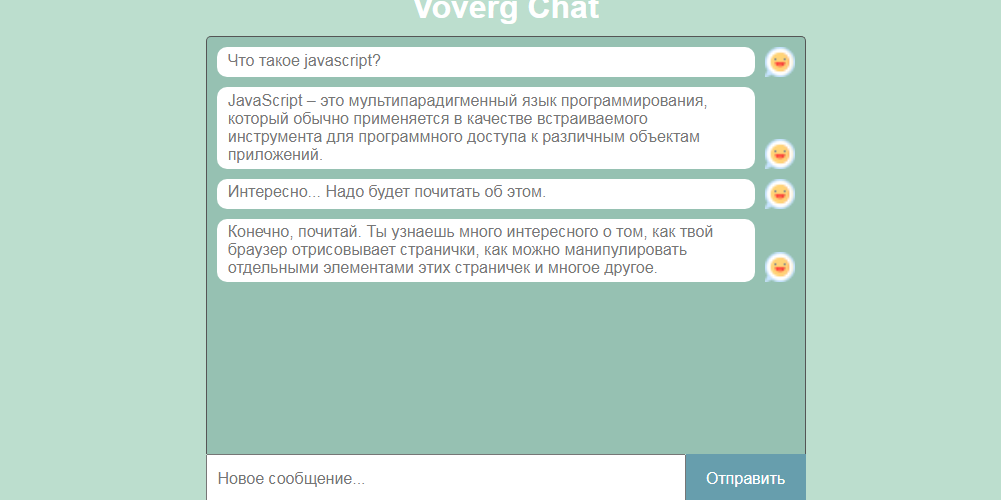 Voverg Chat
Что такое javascript?
JavaScript – это мультипарадигменный язык программирования,
который обычно применяется в качестве встраиваемого
инструмента для программного доступа к различным объектам
приложений.
Интересно... Надо будет почитать об этом.
Конечно, почитай. Ты узнаешь много интересного о том, как твой
браузер отрисовывает странички, как можно манипулировать
отдельными элементами этих страничек и многое другое.
Новое сообщение...
Отправить